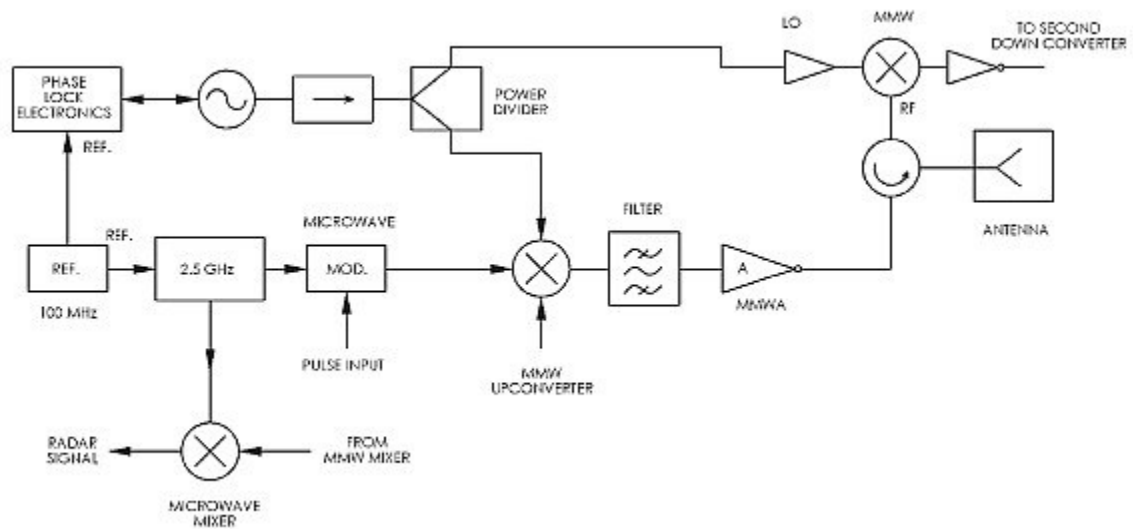 LO
MMW
TO SECOND
DOWN CONVERTER
PHASE
LOCK
ELECTRONICS
POWER
DIVIDER
RF
REF.
ANTENNA
FILTER
MICROWAVE
REF.
REF.
2.5 GHz
MOD.
A
100 MHz
MMWA
PULSE INPUT
MMW
UPCONVERTER
RADAR
SIGNAL
FROM
MMW MIXER
MICROWAVE
MIXER